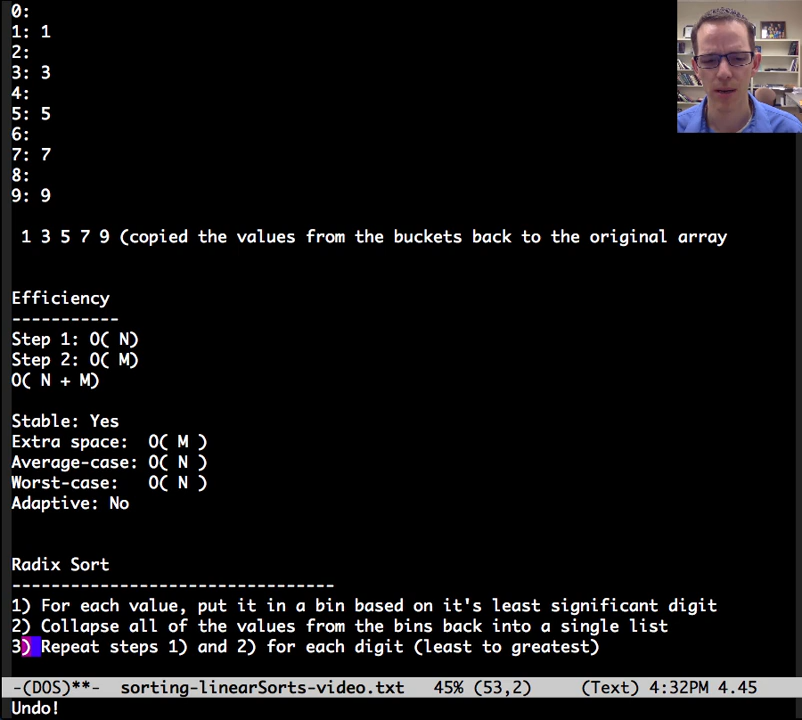 0:
1: 1
2:
3: 3
4:
5: 5
6:
7: 7
8:
9: 9
1 3 5 7 9 (copied the values from the buckets back to the original array
Efficiency
-----------
Step 1: O( N)
Step 2: O( M)
O( N + M)
Stable: Yes
Extra space:  O( M )
Average-case: O( N )
Worst-case:   O( N )
Adaptive: No
Radix Sort
---------------------------------
1) For each value, put it in a bin based on it's least significant digit
2) Collapse all of the values from the bins back into a single list
3) Repeat steps 1) and 2) for each digit (least to greatest)
-(DOS)**-  sorting-linearSorts-video.txt   45% (53,2)     (Text) 4:32PM 4.45
Undo!